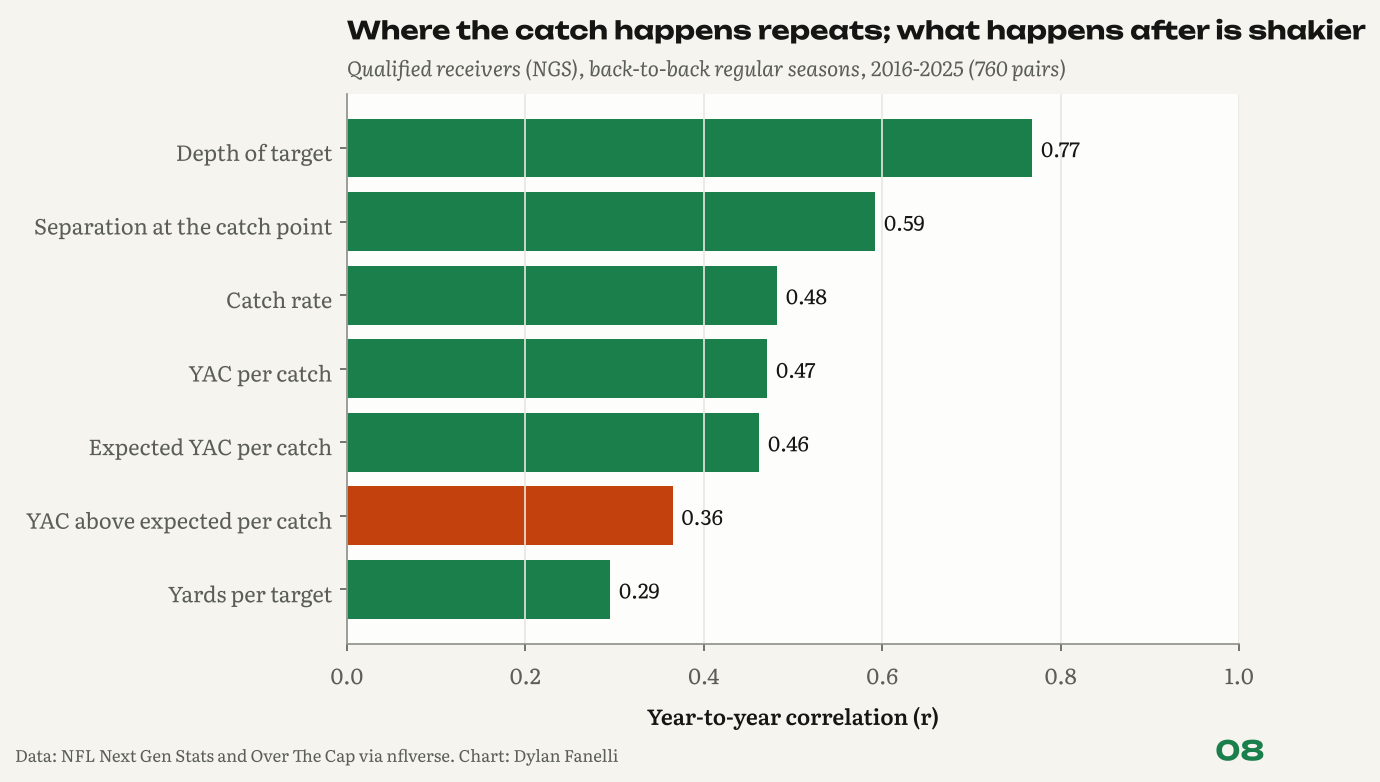 Where the catch happens repeats; what happens after is shakier
Qualified receivers (NGS), back-to-back regular seasons, 2016-2025 (760 pairs)
Depth of target
0.77
Separation at the catch point
0.59
Catch rate
0.48
YAC per catch
0.47
Expected YAC per catch
0.46
YAC above expected per catch
0.36
Yards per target
0.29
0.0 0.2 0.4 0.6 0.8 1.0
Year-to-year correlation (r)
Data: NFL Next Gen Stats and Over The Cap via nflverse. Chart: Dylan Fanelli
08